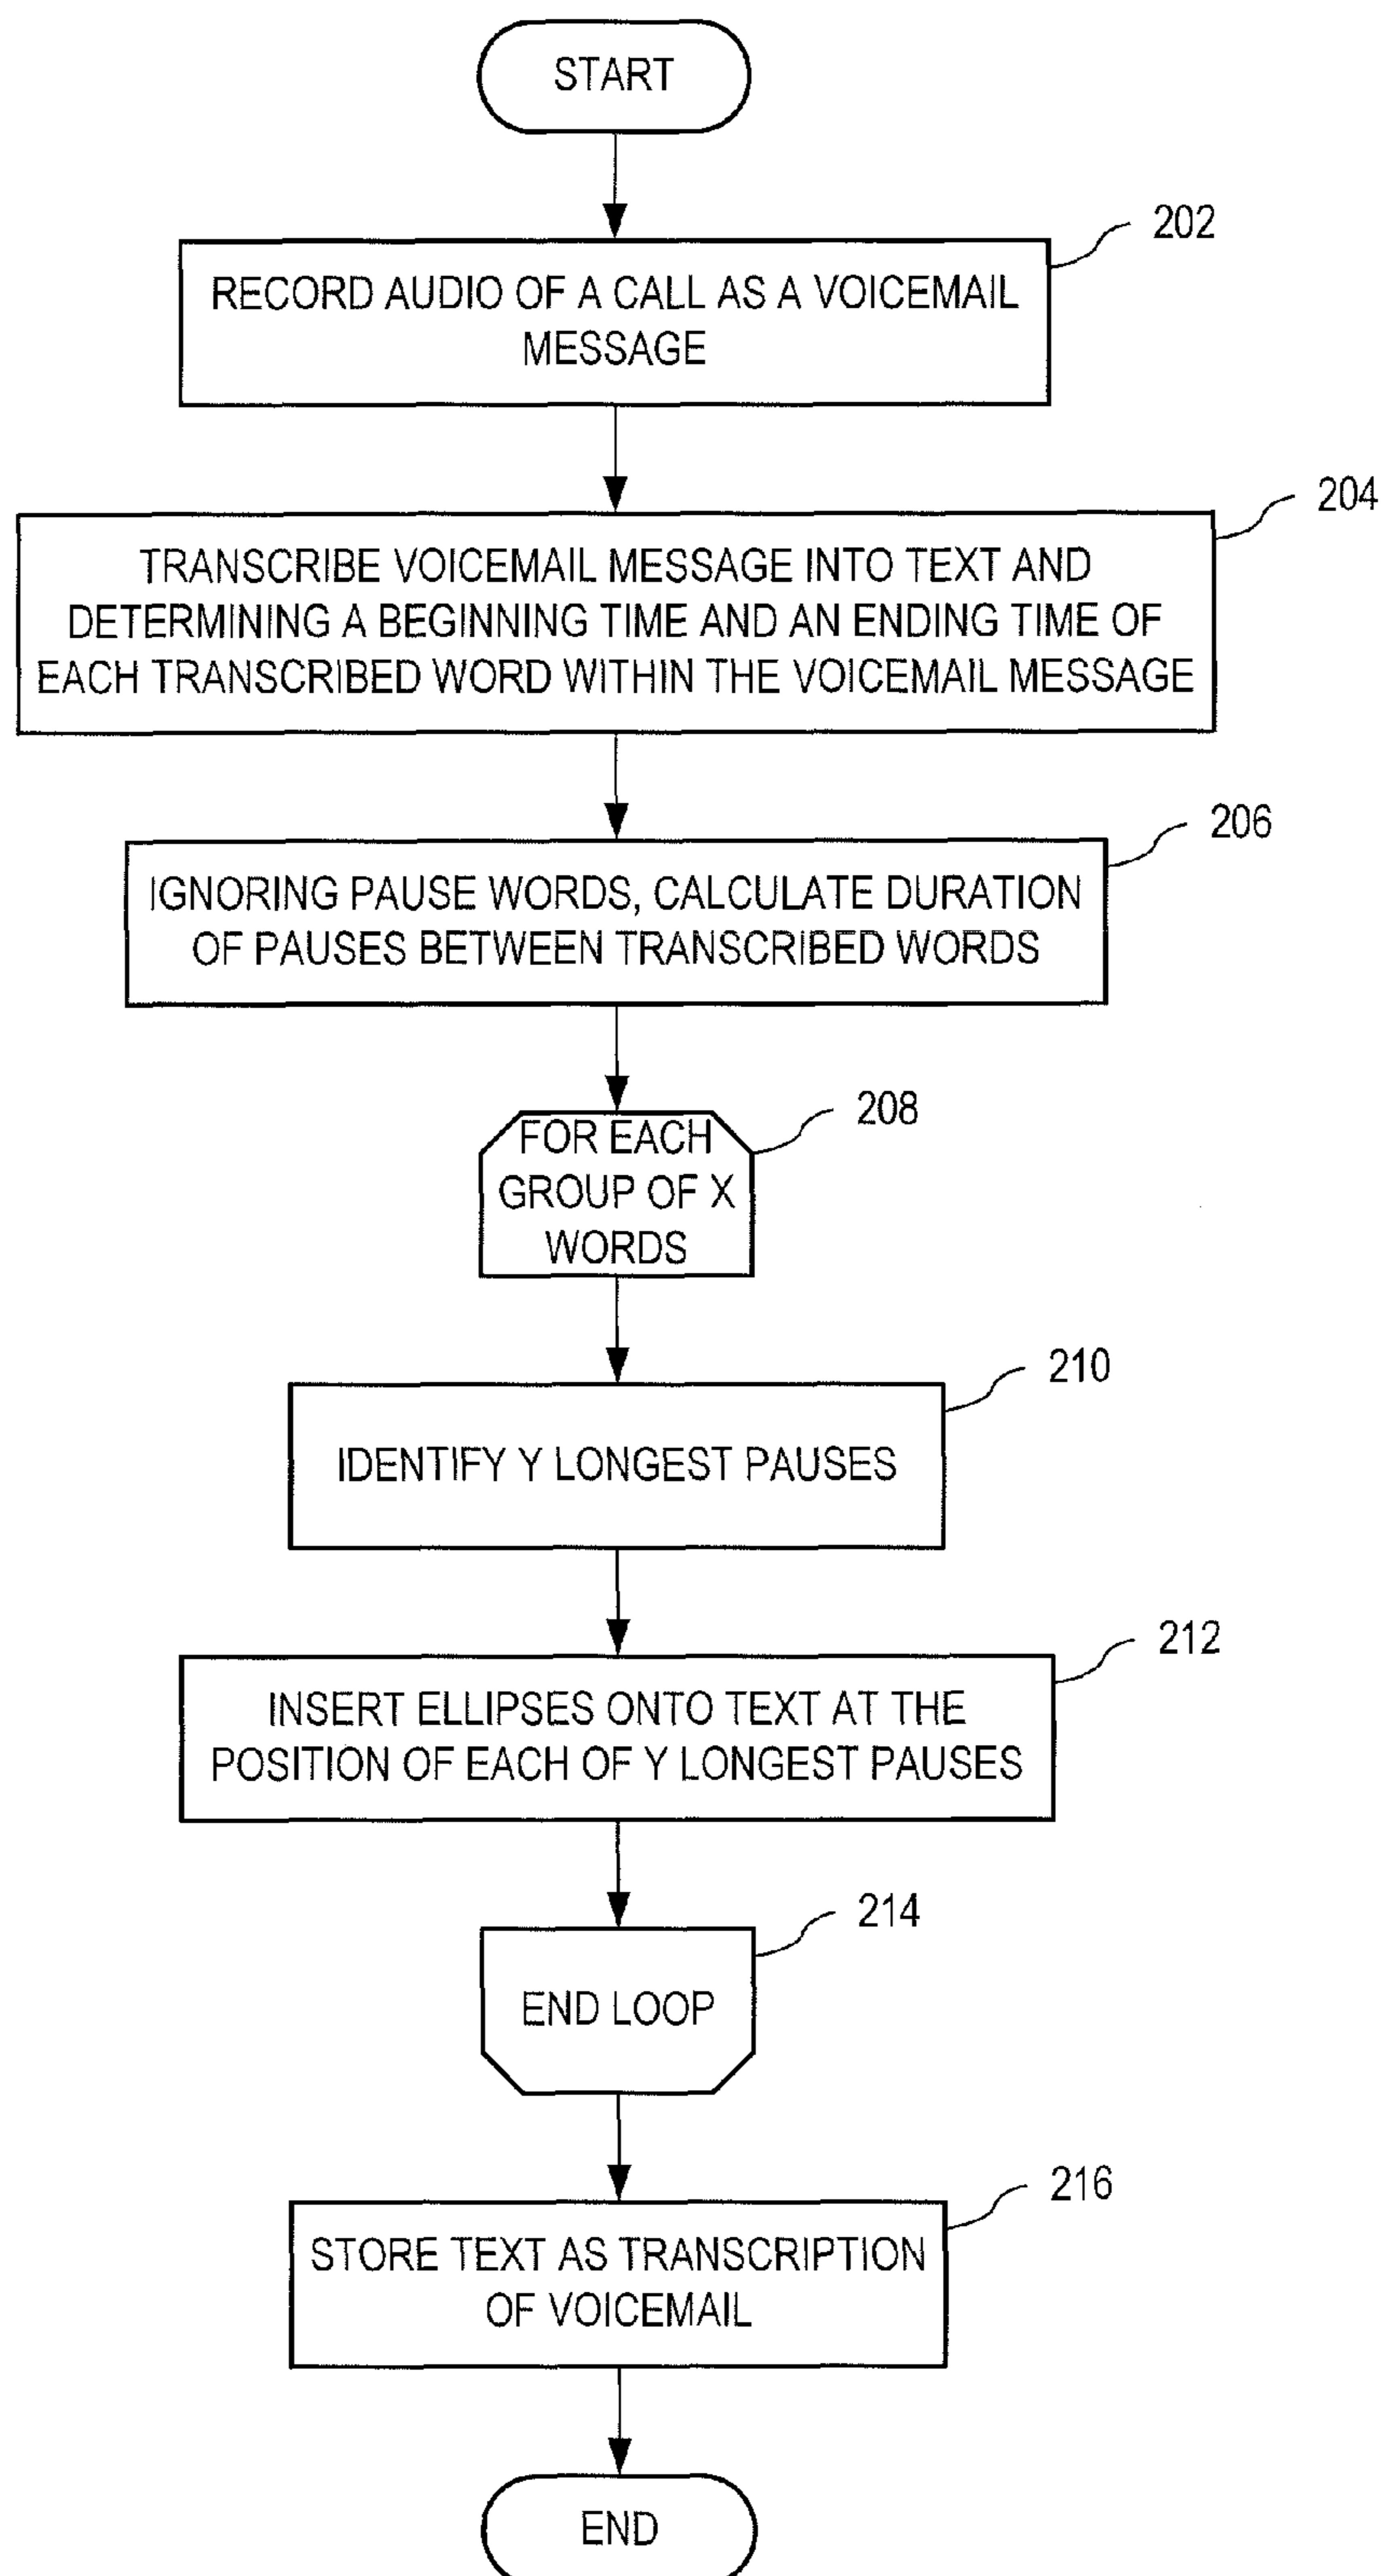 START
202
RECORD AUDIO OF A CALL AS A VOICEMAIL
MESSAGE
204
TRANSCRIBE VOICEMAIL MESSAGE INTO TEXT AND
DETERMINING A BEGINNING TIME AND AN ENDING TIME OF
EACH TRANSCRIBED WORD WITHIN THE VOICEMAIL MESSAGE
206
IGNORING PAUSE WORDS, CALCULATE DURATION
OF PAUSES BETWEEN TRANSCRIBED WORDS
208
FOR EACH
GROUP OF X
WORDS
210
IDENTIFY Y LONGEST PAUSES
212
INSERT ELLIPSES ONTO TEXT AT THE
POSITION OF EACH OF Y LONGEST PAUSES
214
END LOOP
216
STORE TEXT AS TRANSCRIPTION
OF VOICEMAIL
END